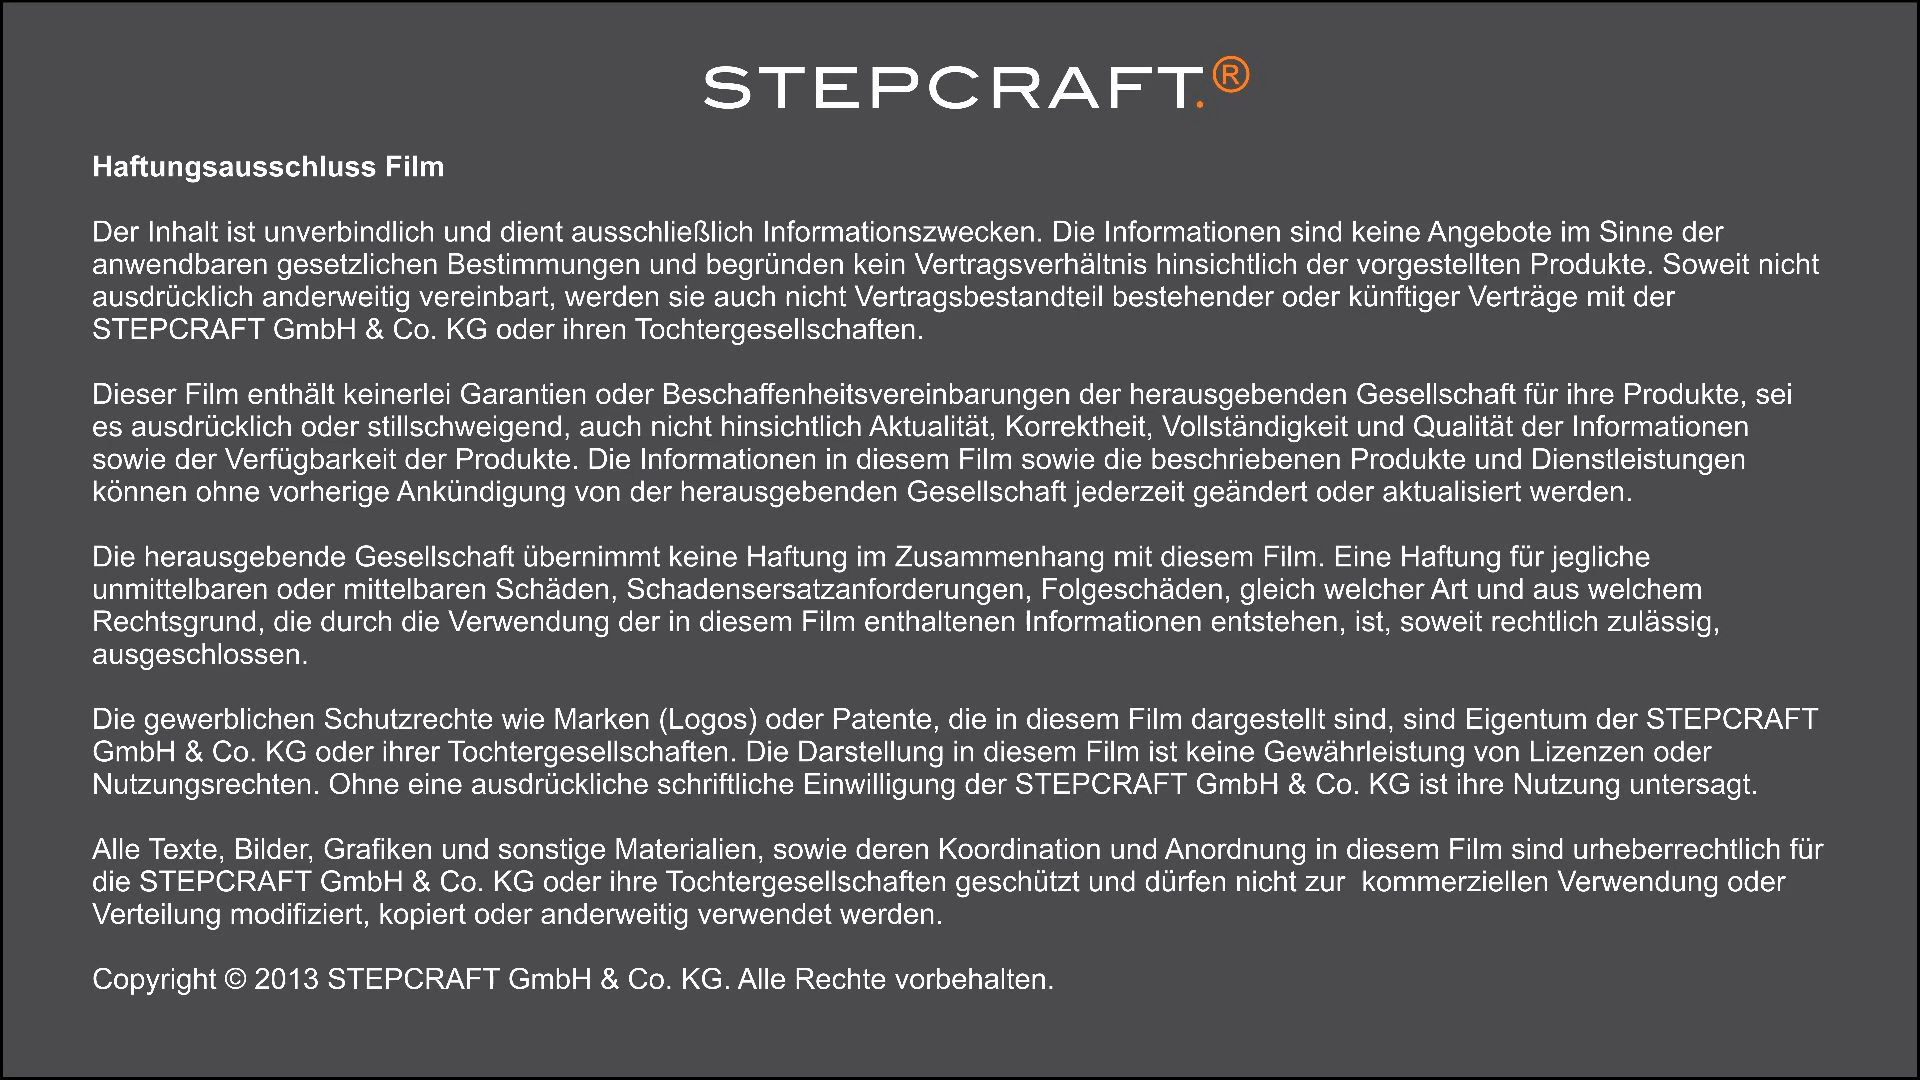 STEPCRAFT.®
Haftungsausschluss Film
Der Inhalt ist unverbindlich und dient ausschließlich Informationszwecken. Die Informationen sind keine Angebote im Sinne der
anwendbaren gesetzlichen Bestimmungen und begründen kein Vertragsverhältnis hinsichtlich der vorgestellten Produkte. Soweit nicht
ausdrücklich anderweitig vereinbart, werden sie auch nicht Vertragsbestandteil bestehender oder künftiger Verträge mit der
STEPCRAFT GmbH & Co. KG oder ihren Tochtergesellschaften.
Dieser Film enthält keinerlei Garantien oder Beschaffenheitsvereinbarungen der herausgebenden Gesellschaft für ihre Produkte, sei
es ausdrücklich oder stillschweigend, auch nicht hinsichtlich Aktualität, Korrektheit, Vollständigkeit und Qualität der Informationen
sowie der Verfügbarkeit der Produkte. Die Informationen in diesem Film sowie die beschriebenen Produkte und Dienstleistungen
können ohne vorherige Ankündigung von der herausgebenden Gesellschaft jederzeit geändert oder aktualisiert werden.
Die herausgebende Gesellschaft übernimmt keine Haftung im Zusammenhang mit diesem Film. Eine Haftung für jegliche
unmittelbaren oder mittelbaren Schäden, Schadensersatzanforderungen, Folgeschäden, gleich welcher Art und aus welchem
Rechtsgrund, die durch die Verwendung der in diesem Film enthaltenen Informationen entstehen, ist, soweit rechtlich zulässig,
ausgeschlossen.
Die gewerblichen Schutzrechte wie Marken (Logos) oder Patente, die in diesem Film dargestellt sind, sind Eigentum der STEPCRAFT
GmbH & Co. KG oder ihrer Tochtergesellschaften. Die Darstellung in diesem Film ist keine Gewährleistung von Lizenzen oder
Nutzungsrechten. Ohne eine ausdrückliche schriftliche Einwilligung der STEPCRAFT GmbH & Co. KG ist ihre Nutzung untersagt.
Alle Texte, Bilder, Grafiken und sonstige Materialien, sowie deren Koordination und Anordnung in diesem Film sind urheberrechtlich für
die STEPCRAFT GmbH & Co. KG oder ihre Tochtergesellschaften geschützt und dürfen nicht zur  kommerziellen Verwendung oder
Verteilung modifiziert, kopiert oder anderweitig verwendet werden.
Copyright © 2013 STEPCRAFT GmbH & Co. KG. Alle Rechte vorbehalten.